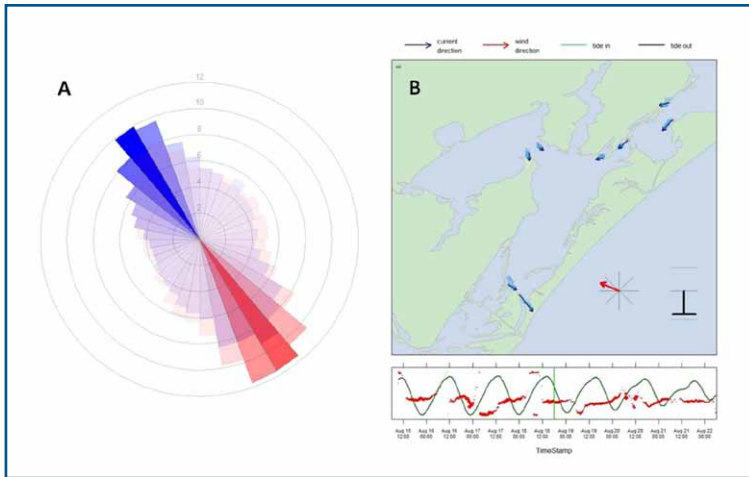 A
12
10
8
6
4
2
current direction
wind direction
tide in
tide out
B
Aug 15 12:00
Aug 16 00:00
Aug 16 12:00
Aug 17 00:00
Aug 17 12:00
Aug 18 00:00
Aug 18 12:00
Aug 19 00:00
Aug 19 12:00
Aug 20 00:00
Aug 20 12:00
Aug 21 00:00
Aug 21 12:00
Aug 22 00:00
TimeStamp